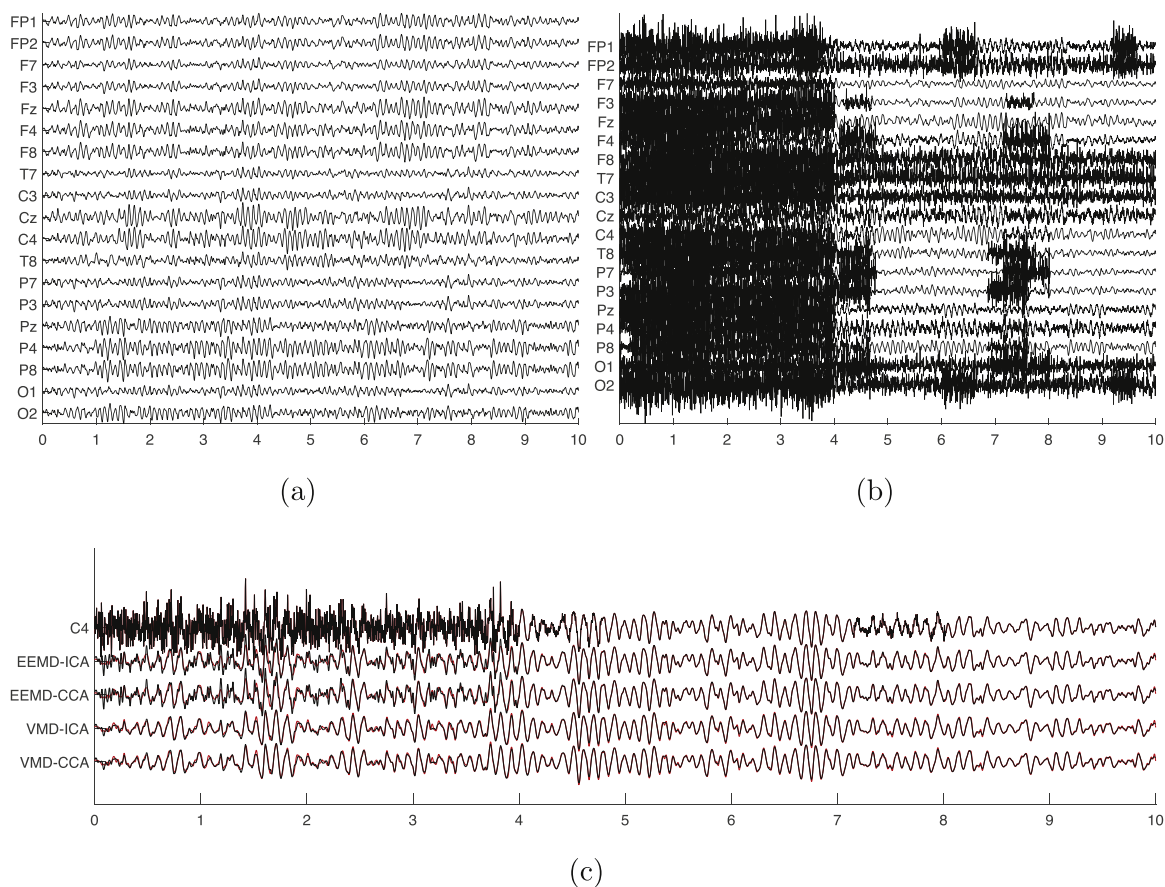 FP1
FP2
F7
F3
Fz
F4
F8
T7
C3
Cz
C4
T8
P7
P3
Pz
P4
P8
O1
O2
0 1 2 3 4 5 6 7 8 9 10
(a)
FP1
FP2
F7
F3
Fz
F4
F8
T7
C3
Cz
C4
T8
P7
P3
Pz
P4
P8
O1
O2
0 1 2 3 4 5 6 7 8 9 10
(b)
C4
EEMD-ICA
EEMD-CCA
VMD-ICA
VMD-CCA
0 1 2 3 4 5 6 7 8 9 10
(c)